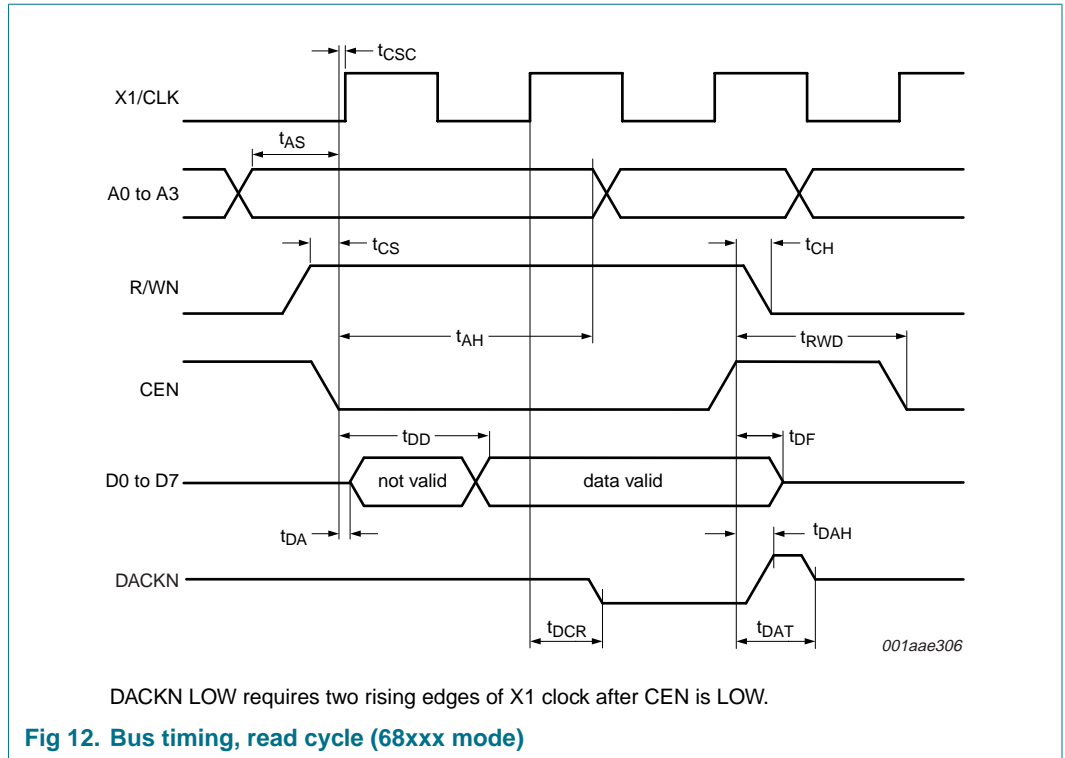 tCSC
X1/CLK
tAS
A0 to A3
tCS
tCH
R/WN
tAH
tRWD
CEN
tDD
tDF
D0 to D7
not valid
data valid
tDA
tDAH
DACKN
tDCR
tDAT
001aae306
DACKN LOW requires two rising edges of X1 clock after CEN is LOW.
Fig 12. Bus timing, read cycle (68xxx mode)